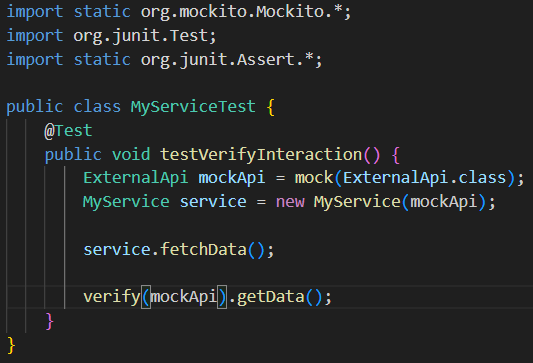 import static org.mockito.Mockito.*;
import org.junit.Test;
import static org.junit.Assert.*;
public class MyServiceTest {
@Test
public void testVerifyInteraction() {
ExternalApi mockApi = mock(ExternalApi.class);
MyService service = new MyService(mockApi);
service.fetchData();
verify(mockApi).getData();
}
}